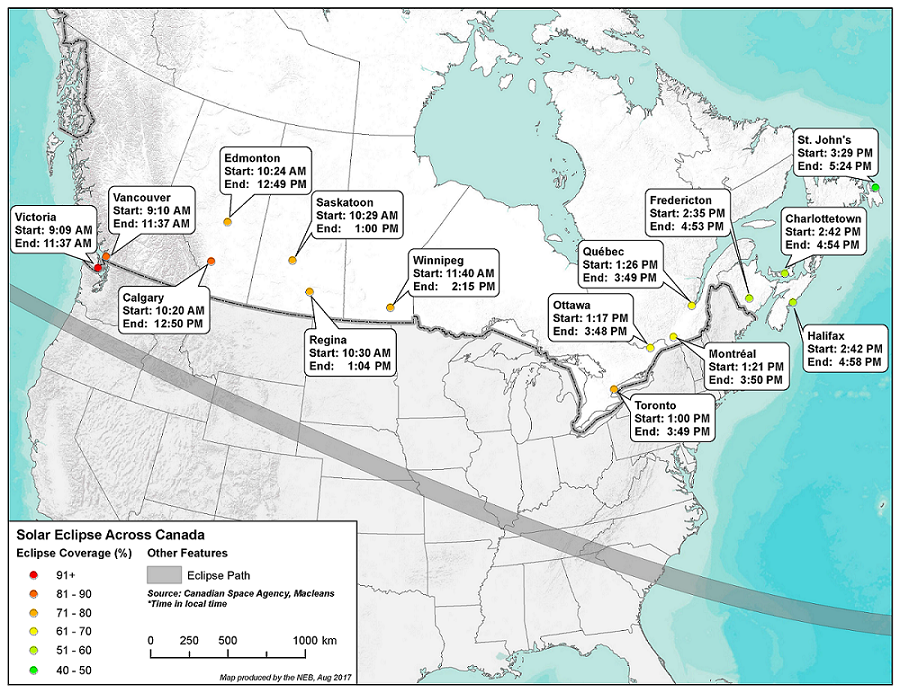 St. John's
Start: 3:29 PM
End: 5:24 PM
Edmonton
Start: 10:24 AM
End: 12:49 PM
Vancouver
Start: 9:10 AM
End: 11:37 AM
Saskatoon
Start: 10:29 AM
End: 1:00 PM
Fredericton
Start: 2:35 PM
End: 4:53 PM
Victoria
Start: 9:09 AM
End: 11:37 AM
Charlottetown
Start: 2:42 PM
End: 4:54 PM
Winnipeg
Start: 11:40 AM
End: 2:15 PM
Québec
Start: 1:26 PM
End: 3:49 PM
Calgary
Start: 10:20 AM
End: 12:50 PM
Ottawa
Start: 1:17 PM
End: 3:48 PM
Regina
Start: 10:30 AM
End: 1:04 PM
Halifax
Start: 2:42 PM
End: 4:58 PM
Montréal
Start: 1:21 PM
End: 3:50 PM
Toronto
Start: 1:00 PM
End: 3:49 PM
Solar Eclipse Across Canada
Eclipse Coverage (%)
91+
81 - 90
71 - 80
61 - 70
51 - 60
40 - 50
Other Features
Eclipse Path
Source: Canadian Space Agency, Macleans
*Time in local time
0 250 500 1000 km
Map produced by the NEB, Aug 2017